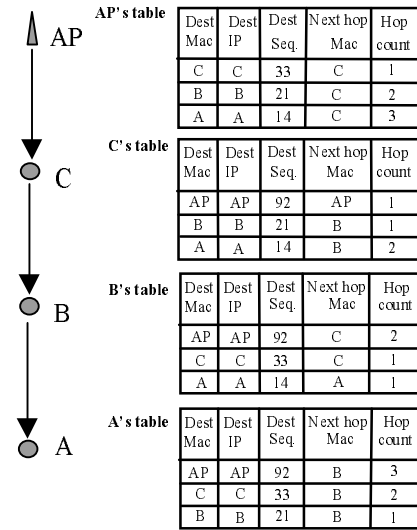 AP's table
AP
Dest Mac Dest IP Dest Seq. Next hop Mac Hop count
C C 33 C 1
B B 21 C 2
A A 14 C 3
C's table
C
Dest Mac Dest IP Dest Seq. Next hop Mac Hop count
AP AP 92 AP 1
B B 21 B 1
A A 14 B 2
B's table
B
Dest Mac Dest IP Dest Seq. Next hop Mac Hop count
AP AP 92 C 2
C C 33 C 1
A A 14 A 1
A's table
A
Dest Mac Dest IP Dest Seq. Next hop Mac Hop count
AP AP 92 B 3
C C 33 B 2
B B 21 B 1